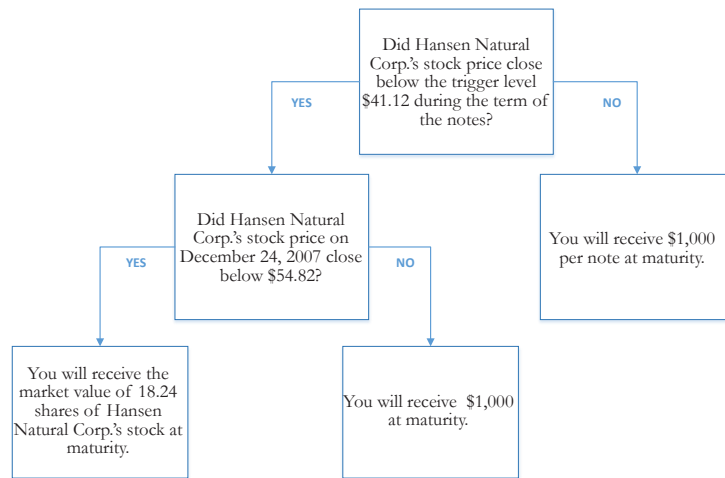 Did Hansen Natural
Corp.'s stock price close
below the trigger level
$41.12 during the term of
the notes?
YES
NO
Did Hansen Natural
Corp.'s stock price on
December 24, 2007 close
below $54.82?
You will receive $1,000
per note at maturity.
YES
NO
You will receive the
market value of 18.24
shares of Hansen
Natural Corp.'s stock at
maturity.
You will receive $1,000
at maturity.